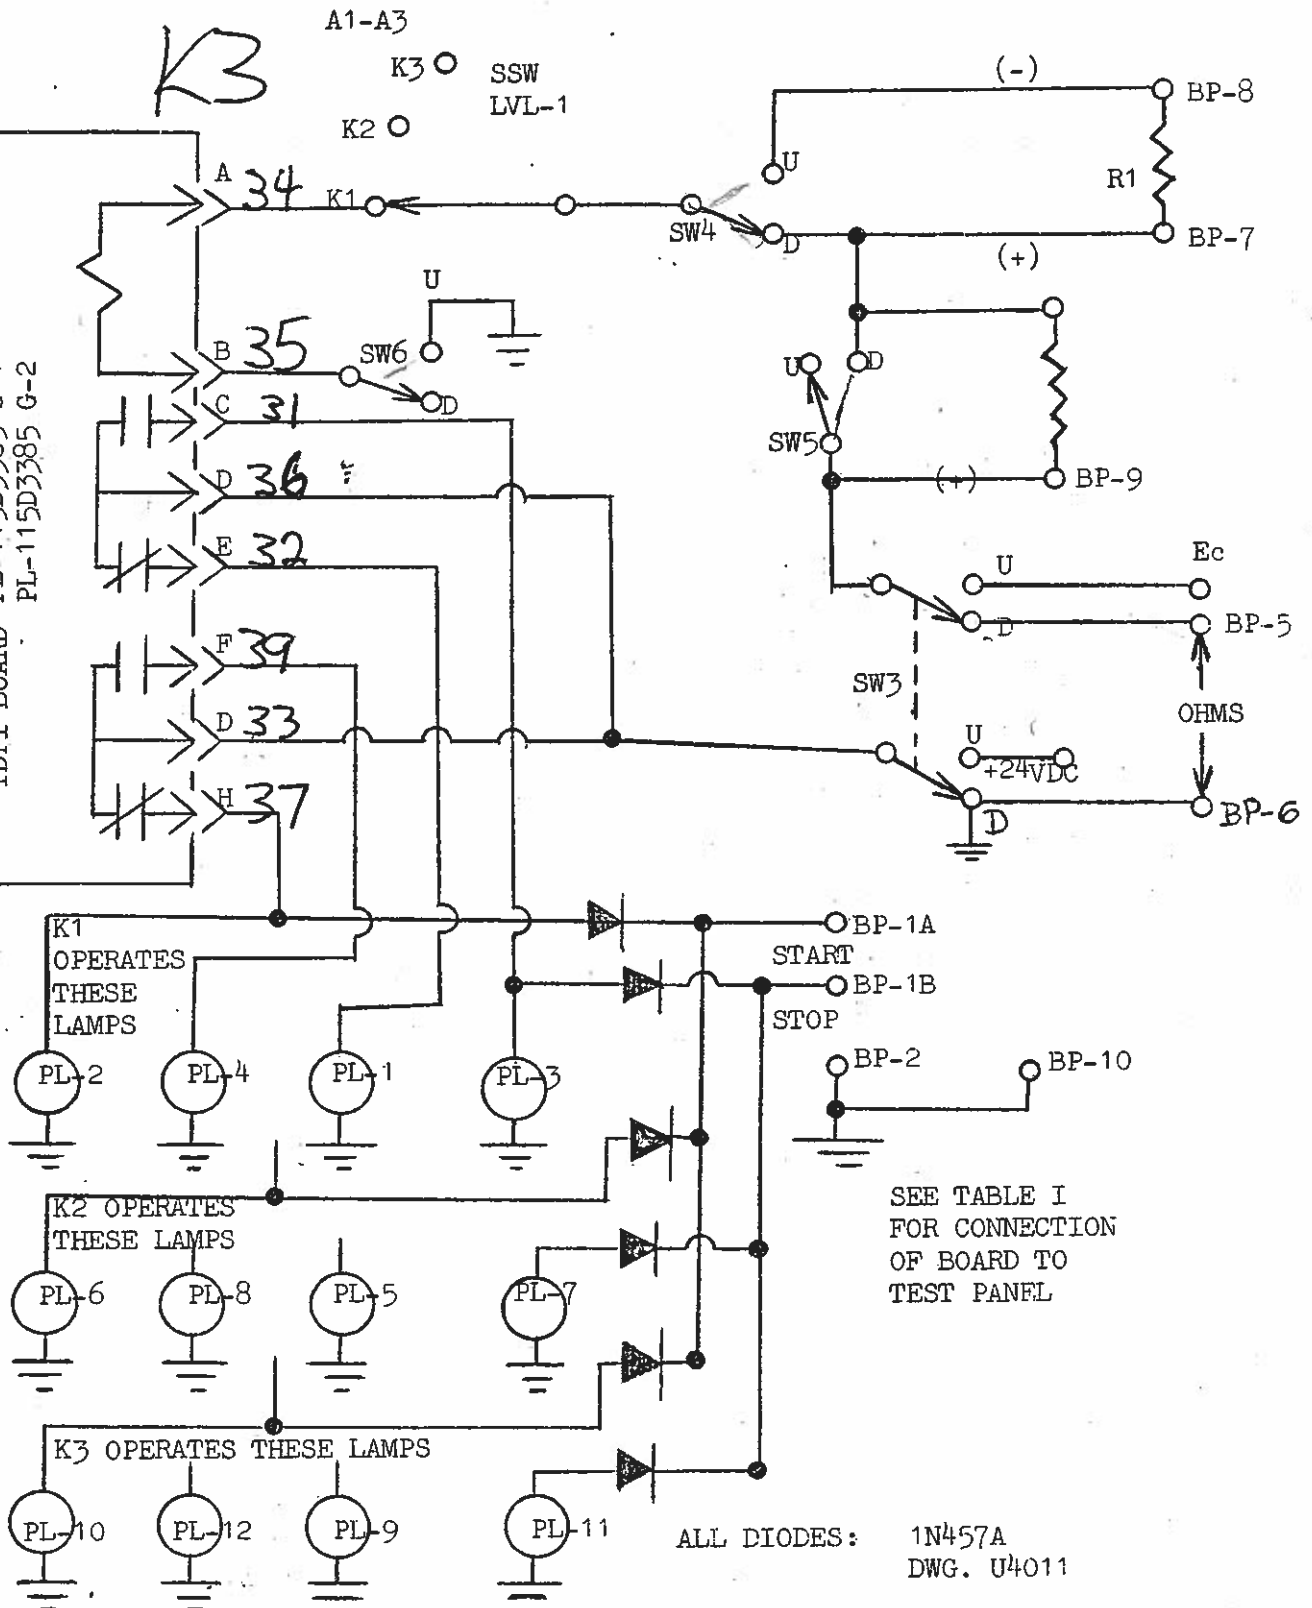 A1-A3
K3
K3
SSW
LVL-1
K2
(-)
BP-8
A
34
K1
U
R1
SW4
D
BP-7
(+)
U
B
35
SW6
D
C
31
U
D
SW5
D
36
(+)
BP-9
E
32
U
Ec
D
BP-5
F
39
SW3
OHMS
D
33
U
+24VDC
H
37
D
BP-6
BOARD
PL-115D3385 G-2
K1
OPERATES
THESE
LAMPS
BP-1A
START
BP-1B
STOP
PL-2
PL-4
PL-1
PL-3
BP-2
BP-10
K2 OPERATES
THESE LAMPS
SEE TABLE I
FOR CONNECTION
OF BOARD TO
TEST PANEL
PL-6
PL-8
PL-5
PL-7
K3 OPERATES THESE LAMPS
PL-10
PL-12
PL-9
PL-11
ALL DIODES:
1N457A
DWG. U4011